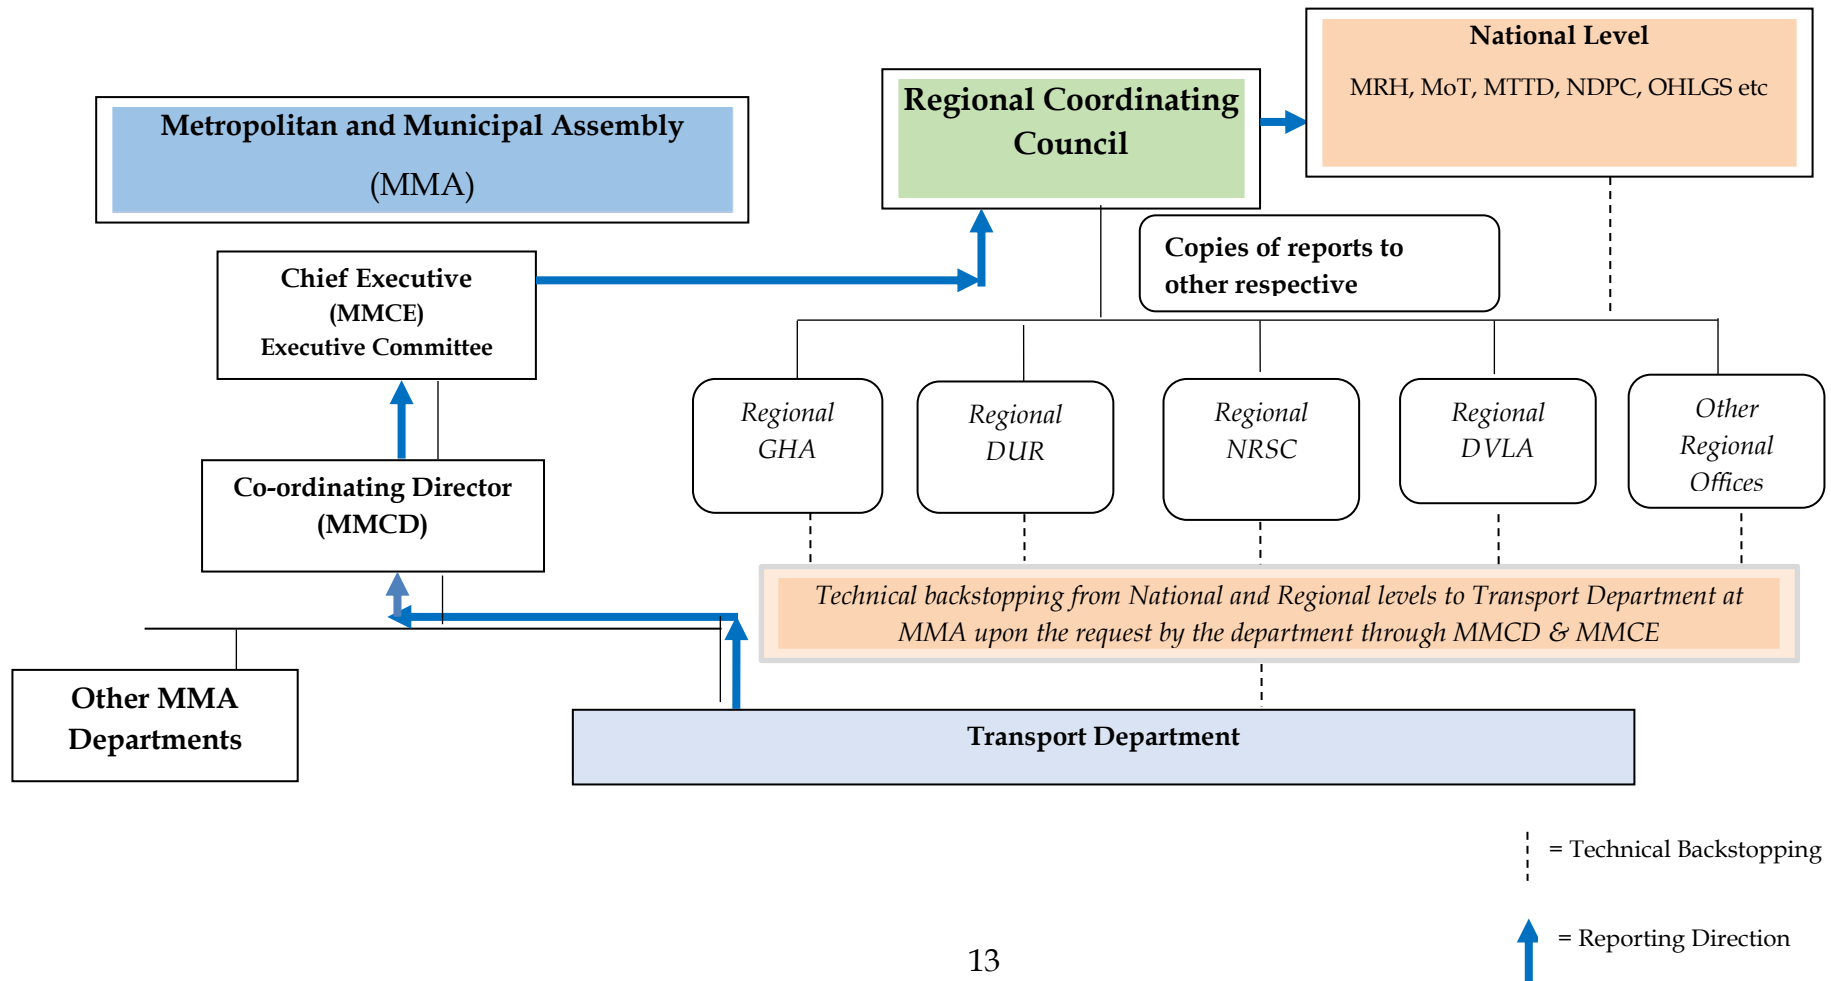 National Level
MRH, MoT, MTTD, NDPC, OHLGS etc
Regional Coordinating
Council
Metropolitan and Municipal Assembly
(MMA)
Copies of reports to
other respective
Chief Executive
(MMCE)
Executive Committee
Regional
GHA
Regional
DUR
Regional
NRSC
Regional
DVLA
Other
Regional
Offices
Co-ordinating Director
(MMCD)
Technical backstopping from National and Regional levels to Transport Department at
MMA upon the request by the department through MMCD & MMCE
Other MMA
Departments
Transport Department
= Technical Backstopping
= Reporting Direction
13